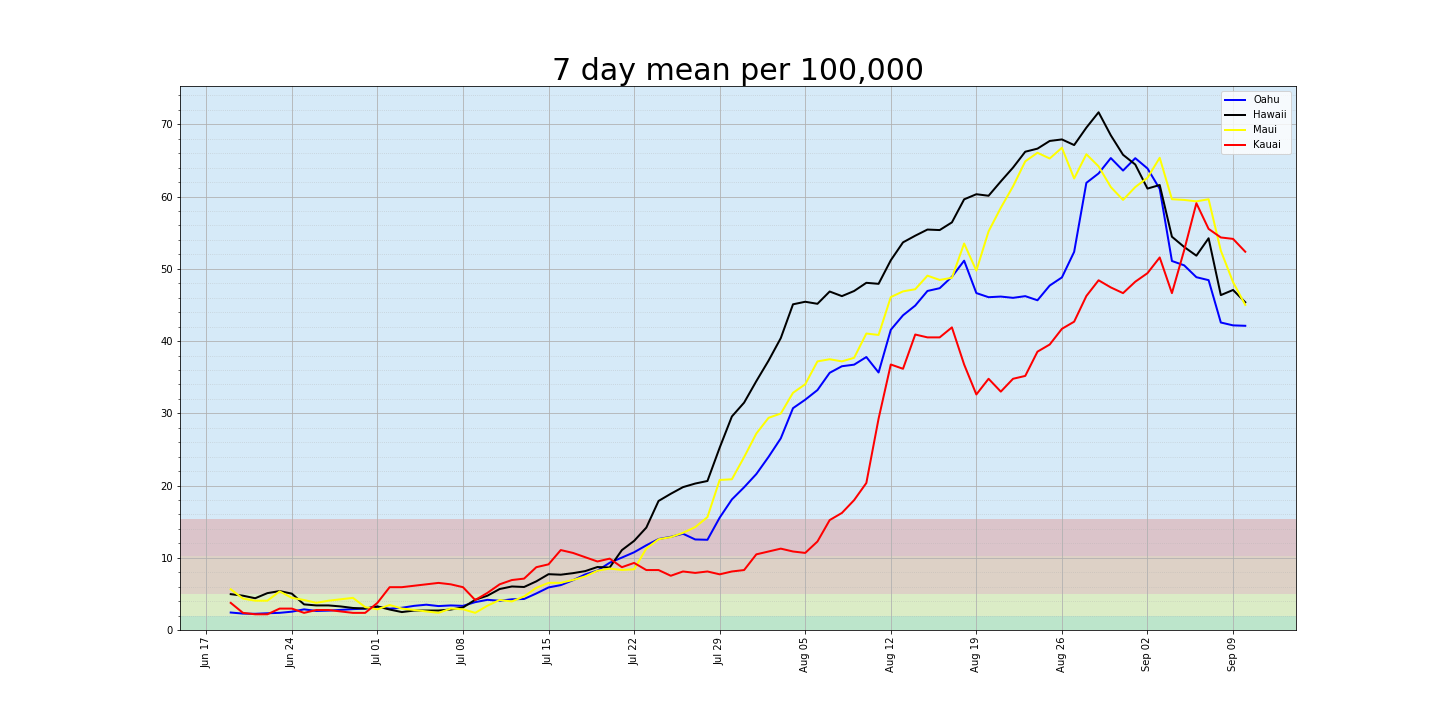 7 day mean per 100,000
Oahu
Hawaii
Maui
Kauai
70
60
50
40
30
20
10
0
Jun 17
Jun 24
Jul 01
Jul 08
Jul 15
Jul 22
Jul 29
Aug 05
Aug 12
Aug 19
Aug 26
Sep 02
Sep 09